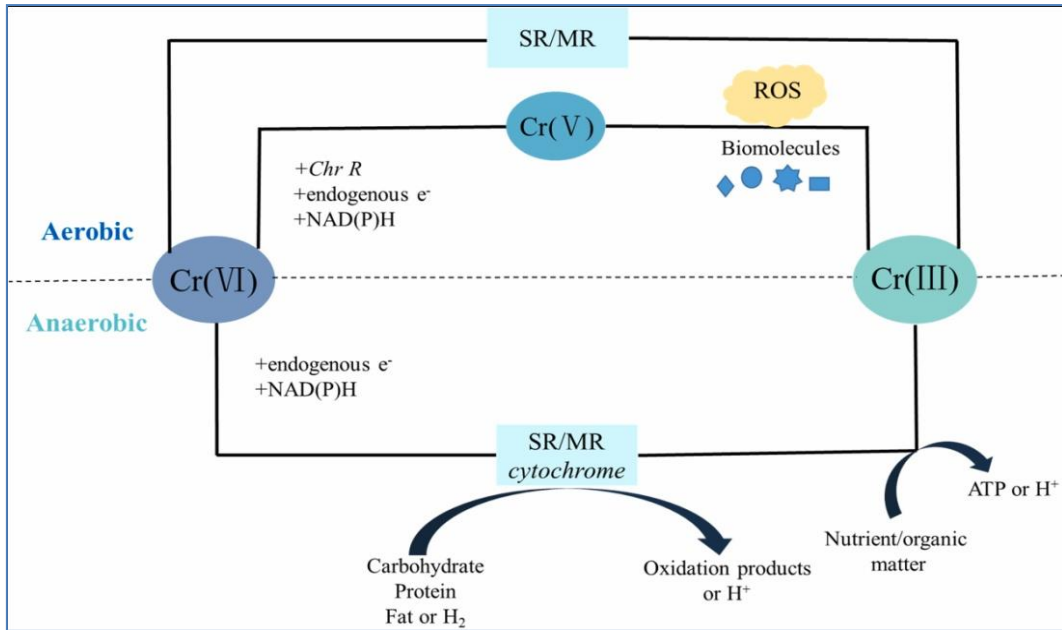 SR/MR
ROS
Cr(Ⅴ)
Biomolecules
+Chr R
+endogenous e⁻
+NAD(P)H
Aerobic
Cr(Ⅵ)
Cr(Ⅲ)
Anaerobic
+endogenous e⁻
+NAD(P)H
SR/MR
cytochrome
ATP or H⁺
Nutrient/organic
matter
Carbohydrate
Protein
Fat or H₂
Oxidation products
or H⁺